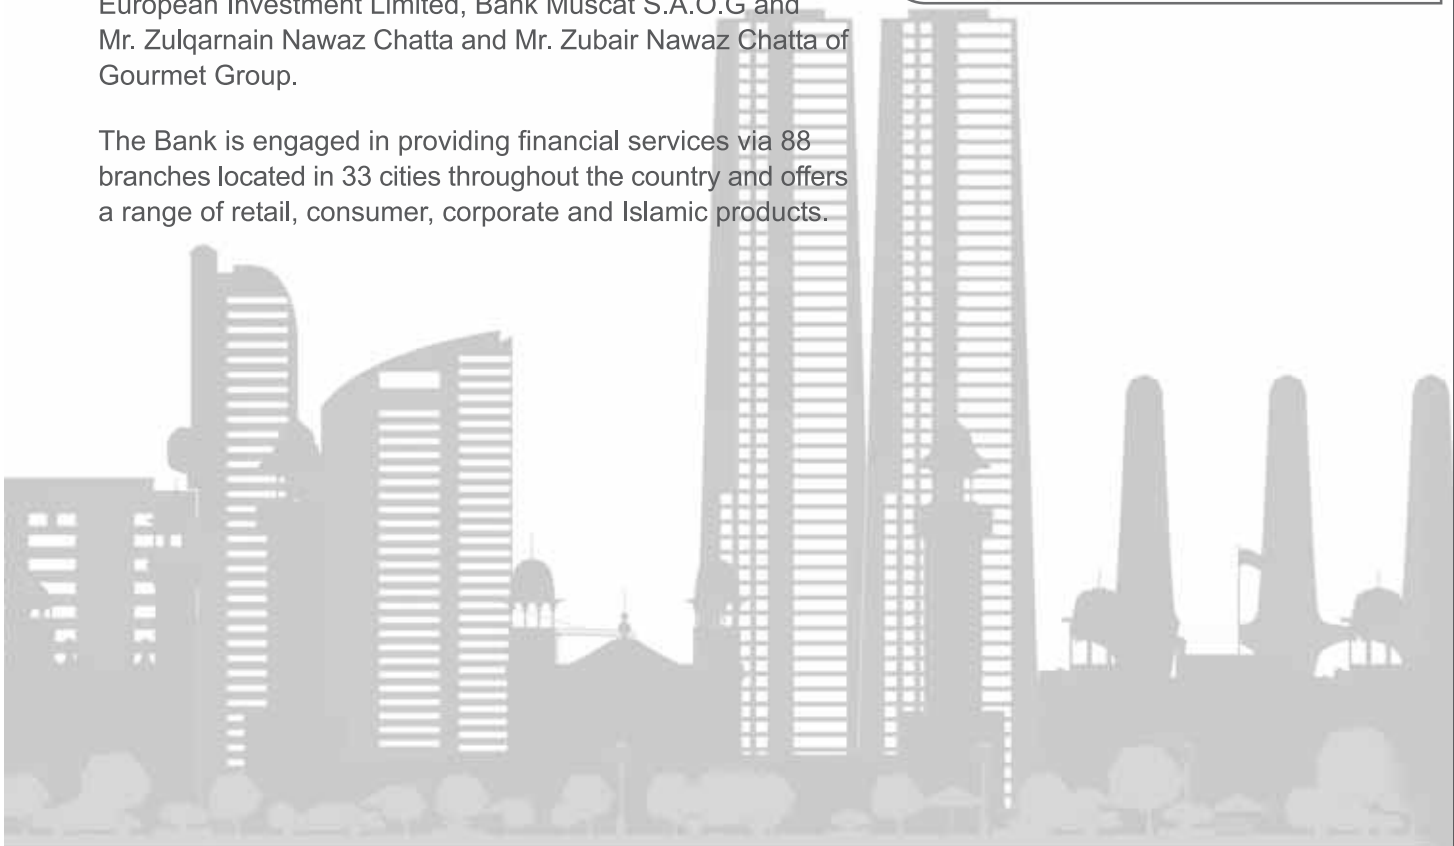 European Investment Limited, Bank Muscat S.A.O.G and
Mr. Zulqarnain Nawaz Chatta and Mr. Zubair Nawaz Chatta of
Gourmet Group.
The Bank is engaged in providing financial services via 88
branches located in 33 cities throughout the country and offers
a range of retail, consumer, corporate and Islamic products.